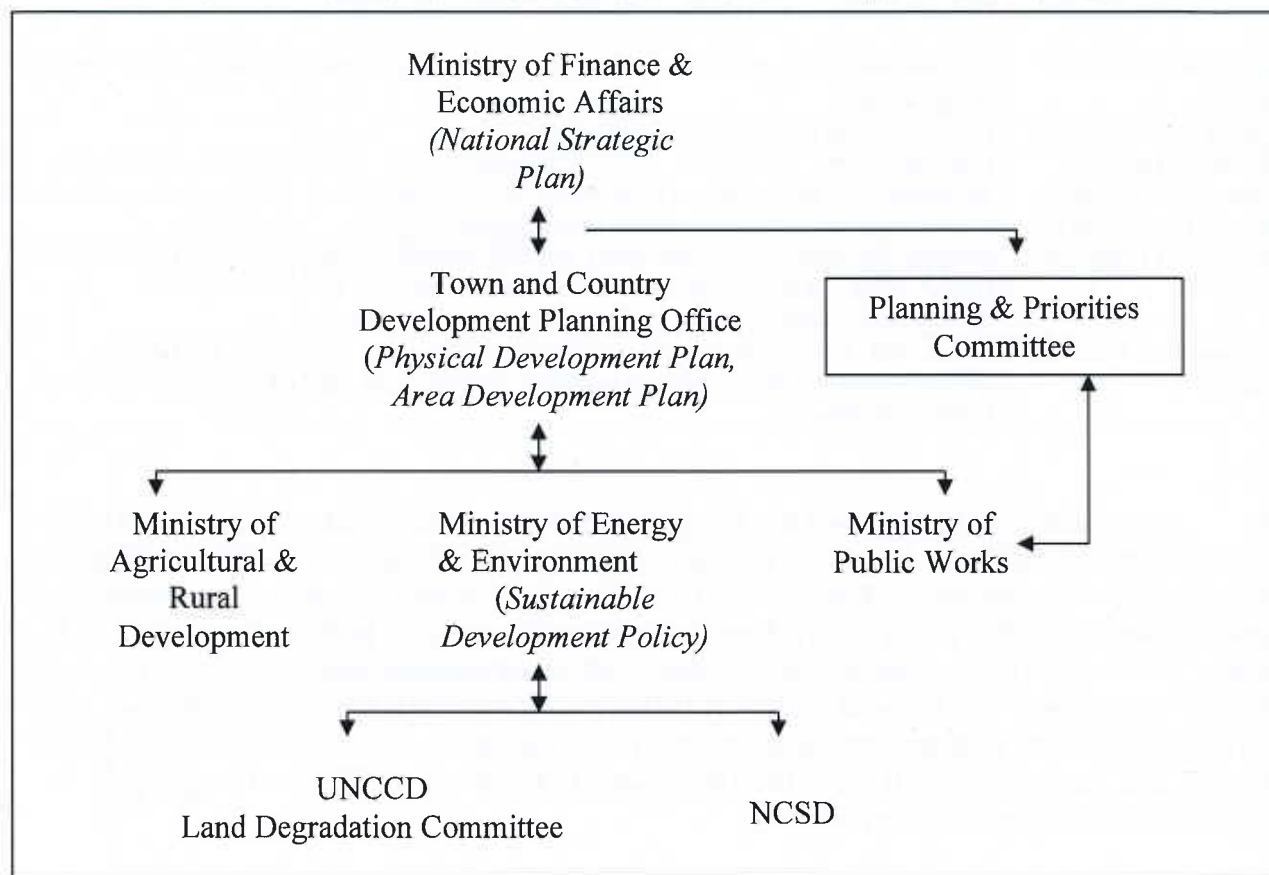 Ministry of Finance &
Economic Affairs
(National Strategic
Plan)
Town and Country
Development Planning Office
(Physical Development Plan,
Area Development Plan)
Planning & Priorities
Committee
Ministry of
Agricultural &
Rural
Development
Ministry of Energy
& Environment
(Sustainable
Development Policy)
Ministry of
Public Works
UNCCD
Land Degradation Committee
NCSD